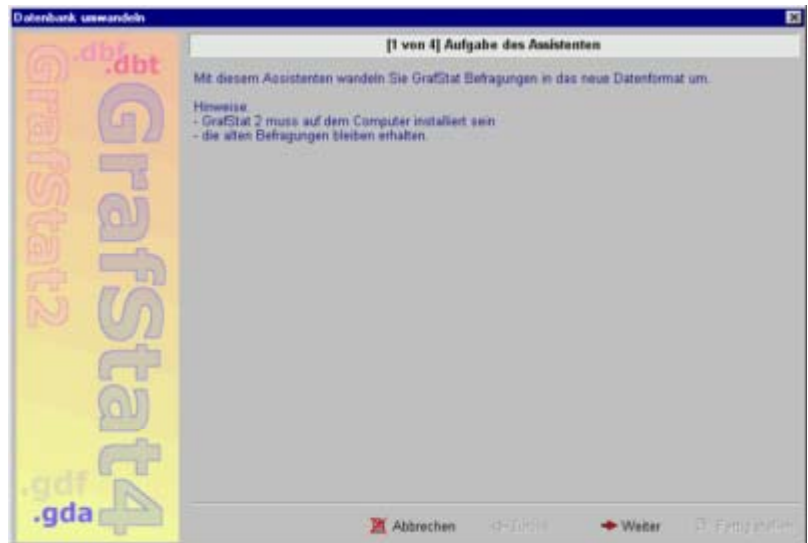 Datenbank umwandeln
.dbf
.dbt
GrafStat2
GrafStat4
.gdf
.gda
[1 von 4] Aufgabe des Assistenten
Mit diesem Assistenten wandeln Sie GrafStat Befragungen in das neue Datenformat um.
Hinweise:
- GrafStat 2 muss auf dem Computer installiert sein
- die alten Befragungen bleiben erhalten.
Abbrechen Zurück Weiter Fertigstellen